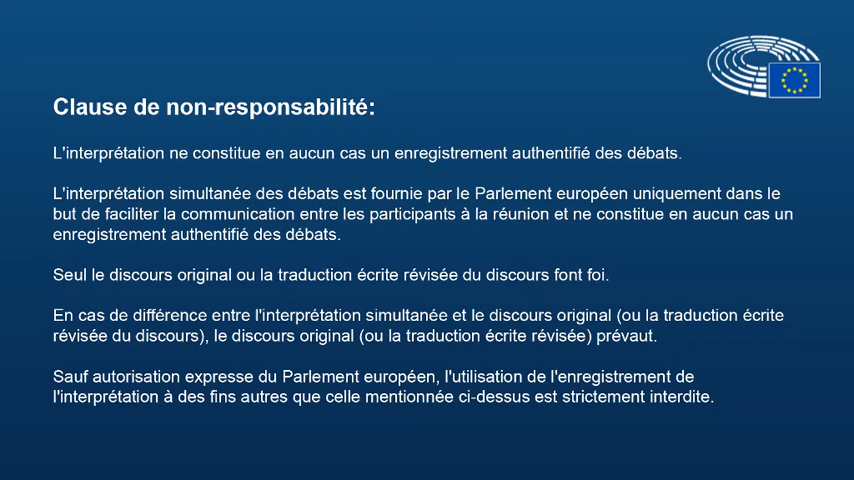 Clause de non-responsabilité:
L'interprétation ne constitue en aucun cas un enregistrement authentifié des débats.
L'interprétation simultanée des débats est fournie par le Parlement européen uniquement dans le
but de faciliter la communication entre les participants à la réunion et ne constitue en aucun cas un
enregistrement authentifié des débats.
Seul le discours original ou la traduction écrite révisée du discours font foi.
En cas de différence entre l'interprétation simultanée et le discours original (ou la traduction écrite
révisée du discours), le discours original (ou la traduction écrite révisée) prévaut.
Sauf autorisation expresse du Parlement européen, l'utilisation de l'enregistrement de
l'interprétation à des fins autres que celle mentionnée ci-dessus est strictement interdite.